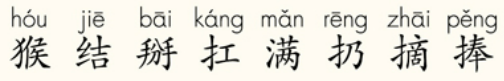 hóu jiē bāi káng mǎn rēng zhāi pěng
猴 结 掰 扛 满 扔 摘 捧